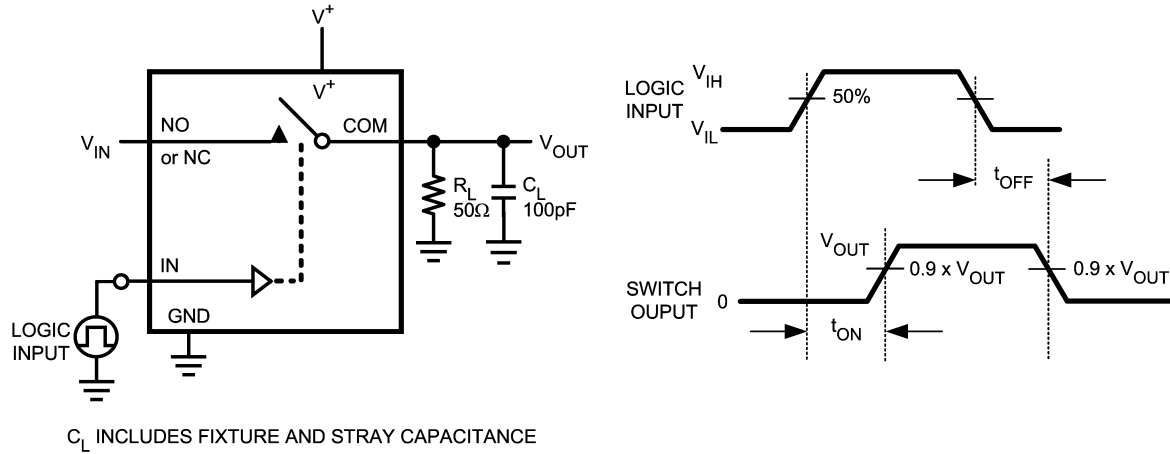 V+
V+
NO
or NC
COM
VIN
VOUT
RL
50Ω
CL
100pF
IN
GND
LOGIC
INPUT
CL INCLUDES FIXTURE AND STRAY CAPACITANCE
LOGIC
INPUT
VIH
50%
VIL
tOFF
VOUT
0.9 x VOUT
0.9 x VOUT
SWITCH
OUPUT
0
tON